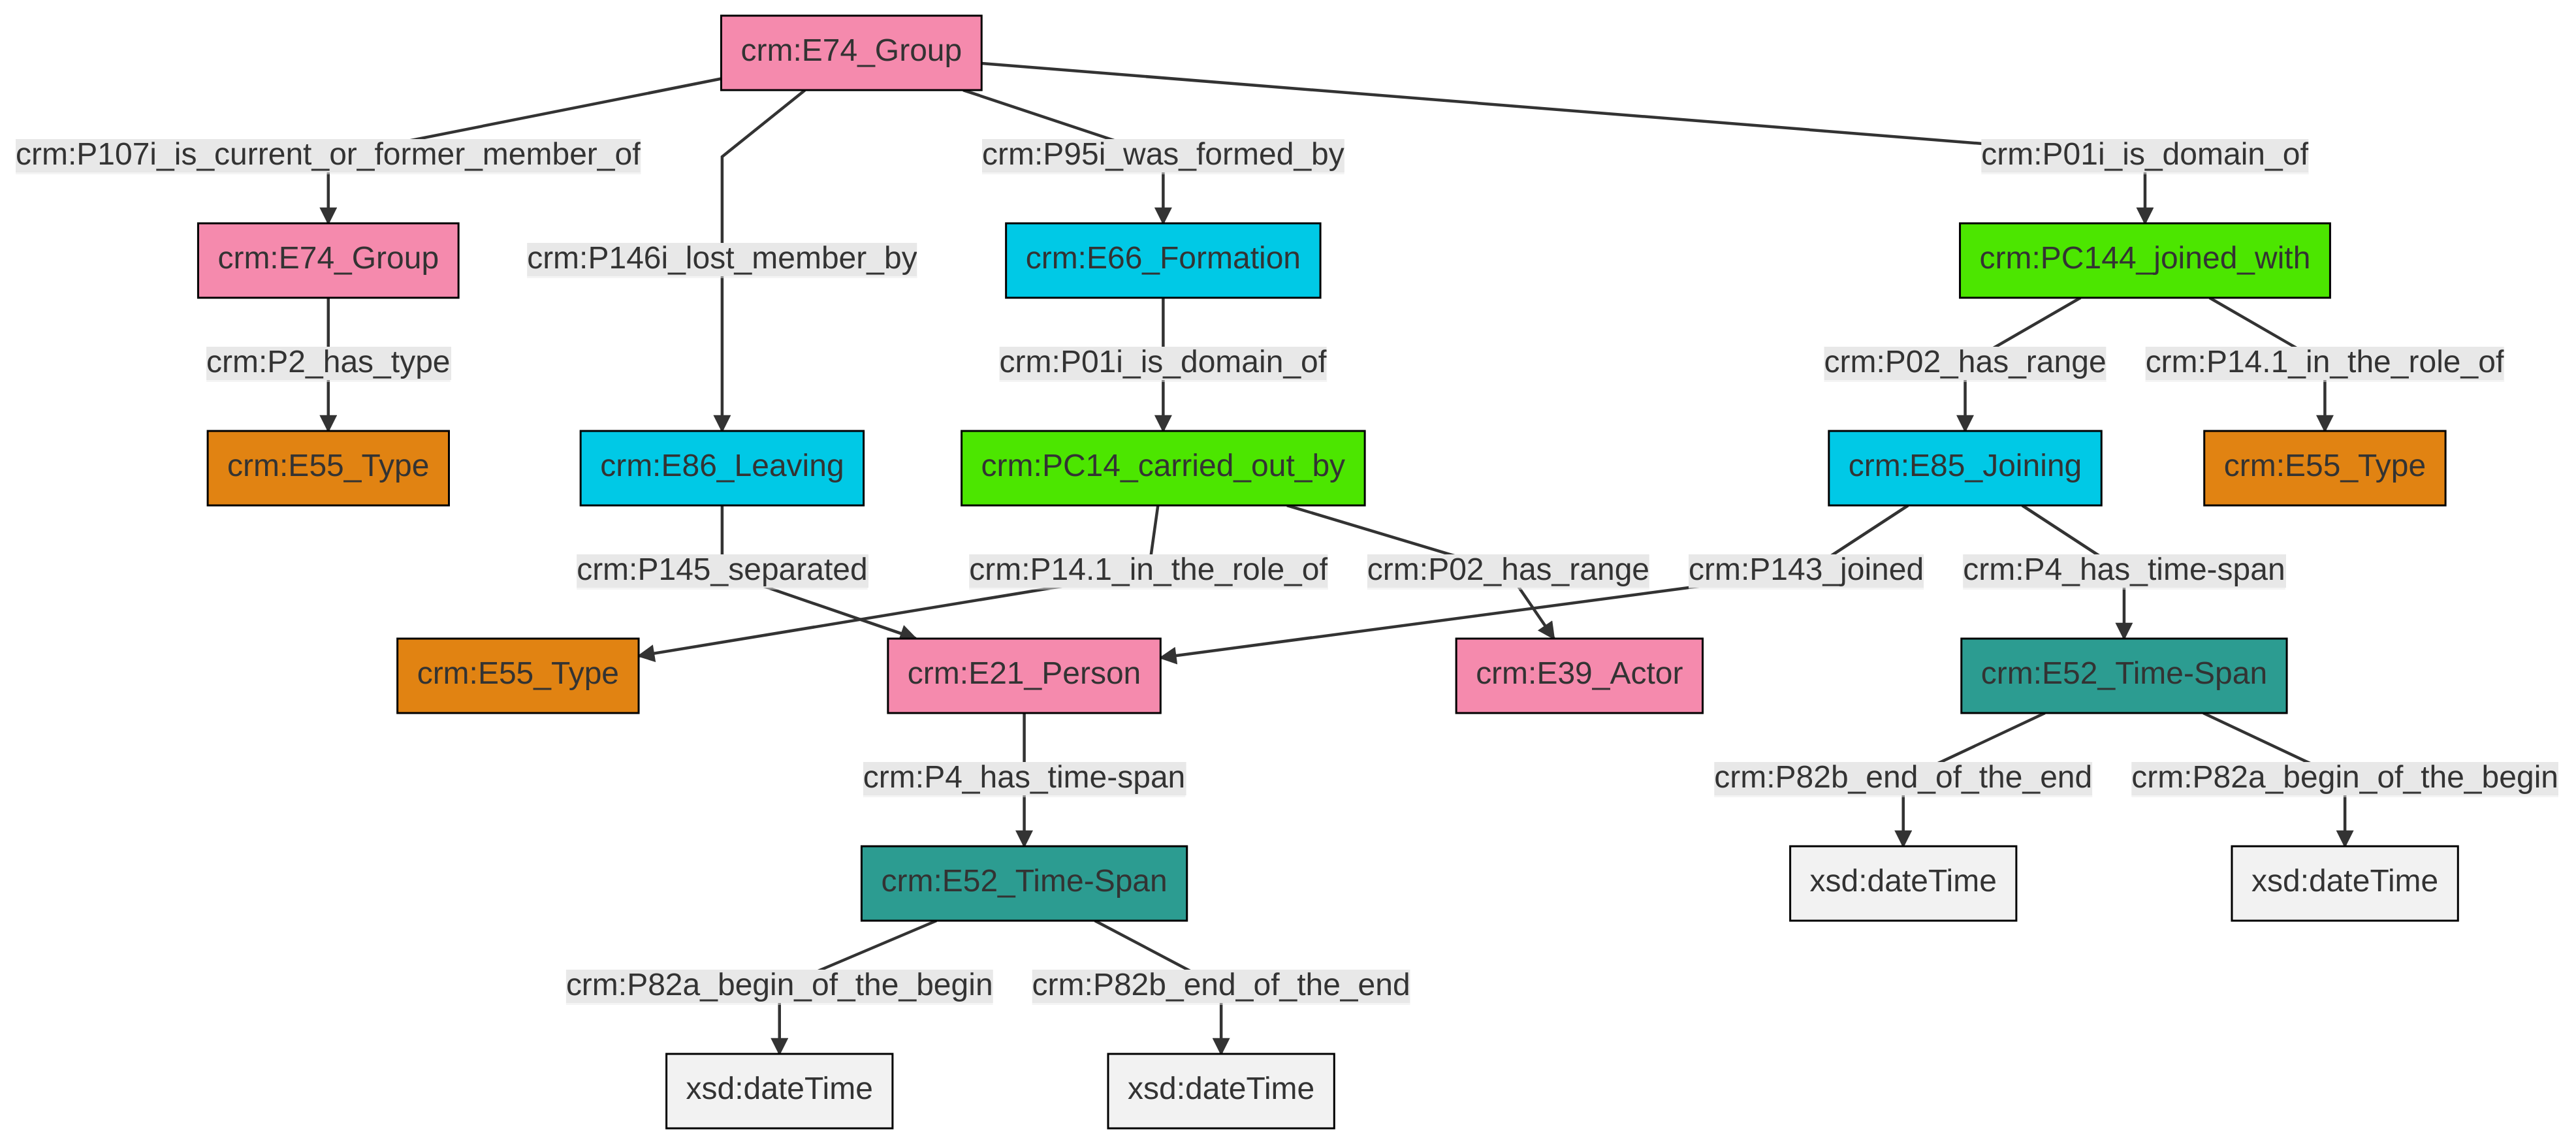 crm:E74_Group
crm:P107i_is_current_or_former_member_of
crm:P95i_was_formed_by
crm:P01i_is_domain_of
crm:E74_Group
crm:P146i_lost_member_by
crm:E66_Formation
crm:PC144_joined_with
crm:P2_has_type
crm:P01i_is_domain_of
crm:P02_has_range
crm:P14.1_in_the_role_of
crm:E55_Type
crm:E86_Leaving
crm:PC14_carried_out_by
crm:E85_Joining
crm:E55_Type
crm:P145_separated
crm:P14.1_in_the_role_of
crm:P02_has_range
crm:P143_joined
crm:P4_has_time-span
crm:E55_Type
crm:E21_Person
crm:E39_Actor
crm:E52_Time-Span
crm:P4_has_time-span
crm:P82b_end_of_the_end
crm:P82a_begin_of_the_begin
crm:E52_Time-Span
xsd:dateTime
xsd:dateTime
crm:P82a_begin_of_the_begin
crm:P82b_end_of_the_end
xsd:dateTime
xsd:dateTime